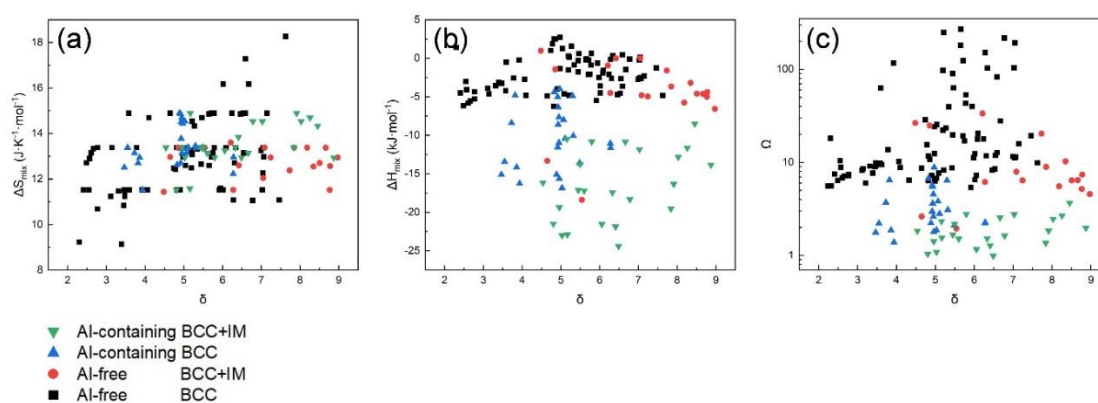 (a)
18
16
14
12
10
8
ΔSmix (J·K⁻¹·mol⁻¹)
2 3 4 5 6 7 8 9
δ
(b)
5
0
-5
-10
-15
-20
-25
ΔHmix (kJ·mol⁻¹)
2 3 4 5 6 7 8 9
δ
(c)
100
10
1
Ω
2 3 4 5 6 7 8 9
δ
Al-containing BCC+IM
Al-containing BCC
Al-free BCC+IM
Al-free BCC